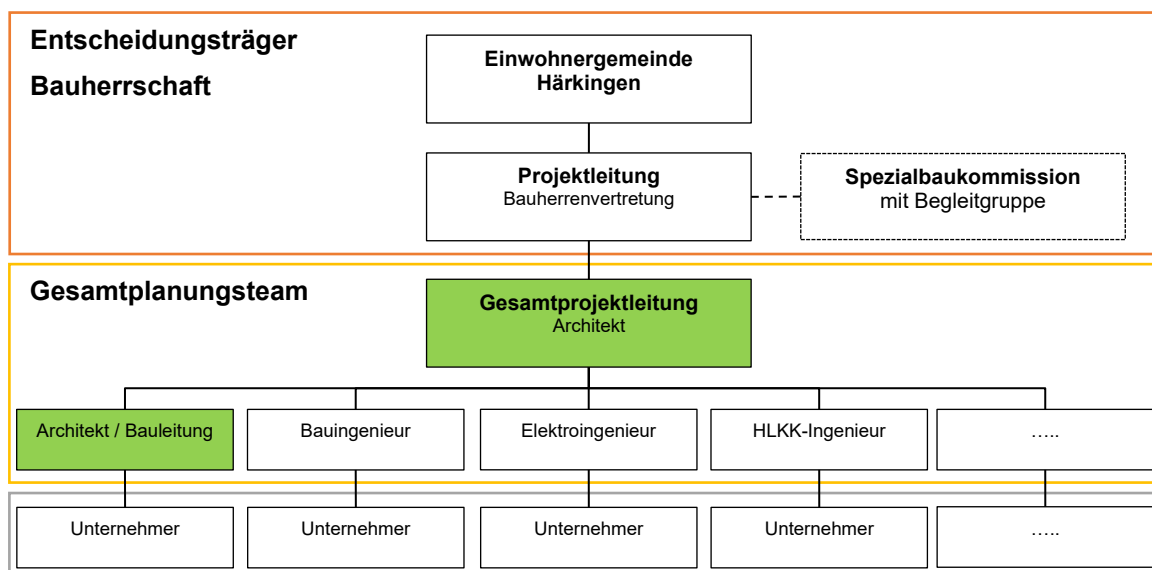 Entscheidungsträger
Bauherrschaft
Einwohnergemeinde
Härkingen
Projektleitung
Bauherrenvertretung
Spezialbaukommission
mit Begleitgruppe
Gesamtplanungsteam
Gesamtprojektleitung
Architekt
Architekt / Bauleitung
Bauingenieur
Elektroingenieur
HLKK-Ingenieur
…..
Unternehmer
Unternehmer
Unternehmer
Unternehmer
…..